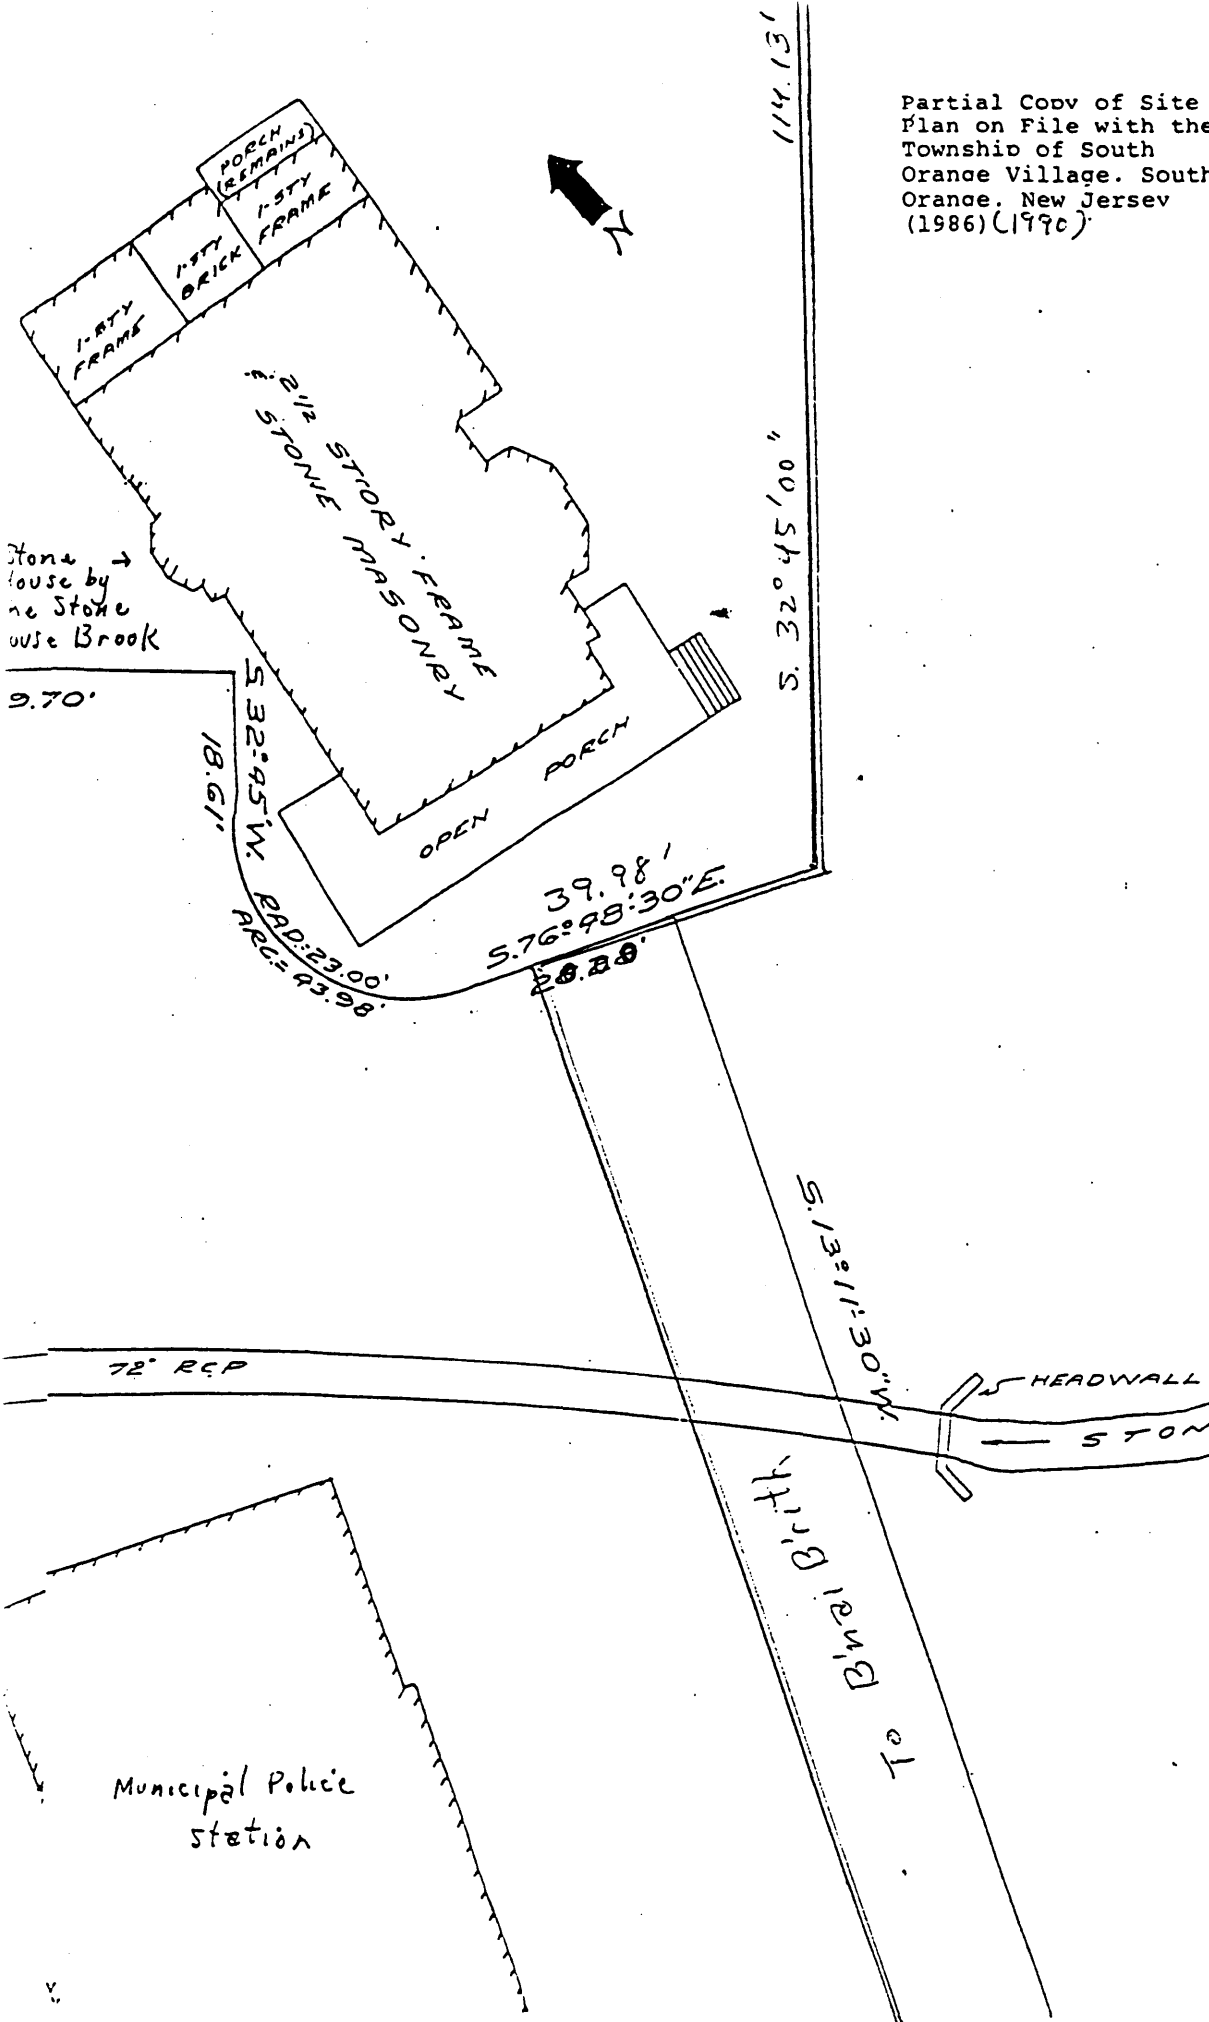 114.13'
Partial Copy of Site
Plan on File with the
Township of South
Orange Village. South
Orange. New Jersey
(1986) (1990)
PORCH
(REMAINS)
1-STY
FRAME
1-STY
BRICK
1-STY
FRAME
N
2 1/2 STORY FRAME
STONE MASONRY
S. 32° 45' 00"
Stone →
House by
ne Stone
ouse Brook
9.70'
S 32° 45' W.
18.61'
OPEN PORCH
RAD.= 23.00'
ARC.= 43.98'
39.98'
S. 76° 48' 30" E.
S. 13° 11' 30" W.
72" RCP
HEADWALL
← STON
To B'nai B'rith
Municipal Police
Station